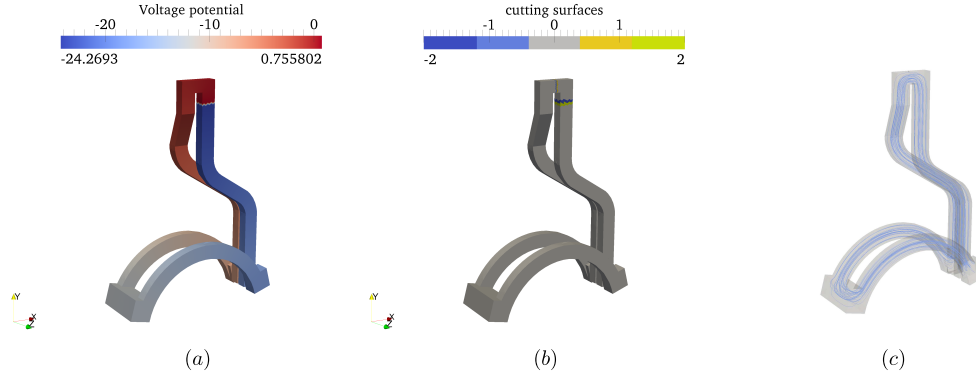 Voltage potential
-20 -10 0
-24.2693 0.755802
cutting surfaces
-1 0 1
-2 2
Y
X
Z
Y
X
Z
(a) (b) (c)